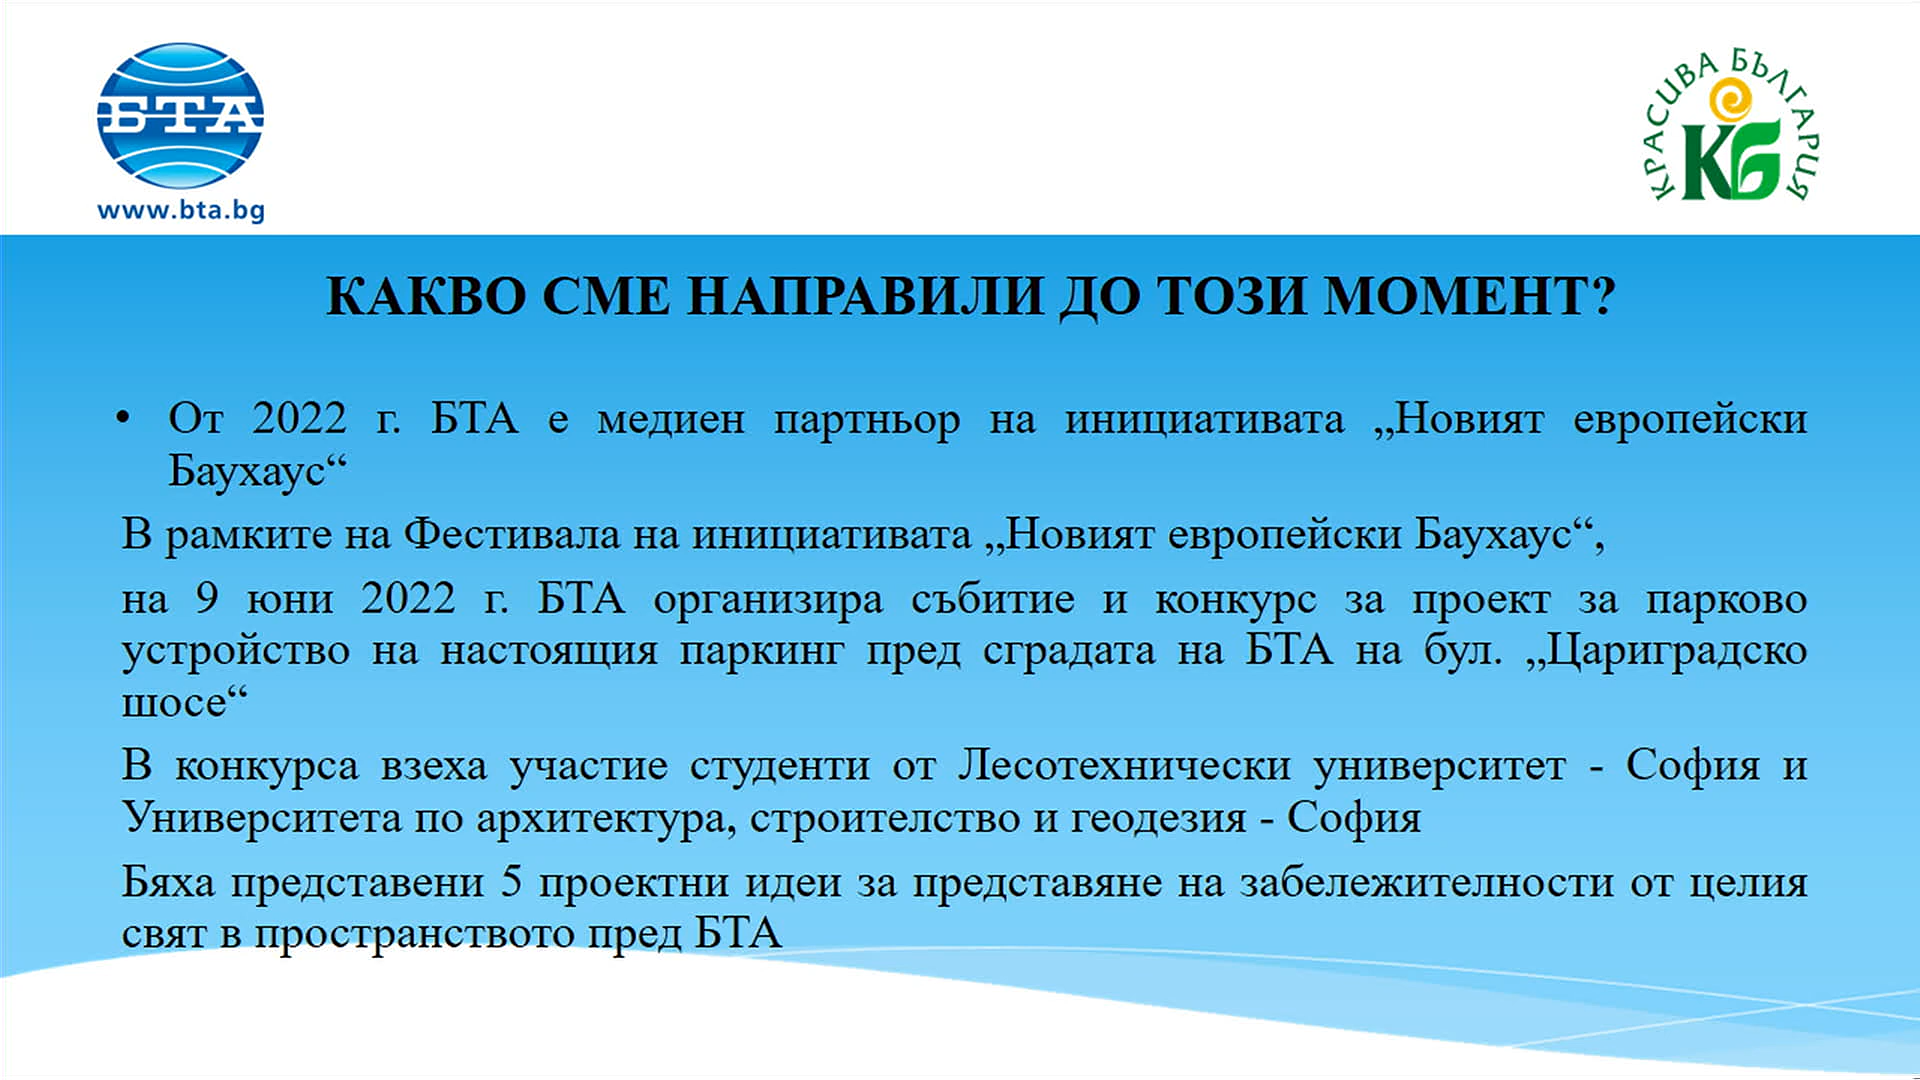 БТА
www.bta.bg
КРАСИВА БЪЛГАРИЯ
КБ
КАКВО СМЕ НАПРАВИЛИ ДО ТОЗИ МОМЕНТ?
• От 2022 г. БТА е медиен партньор на инициативата „Новият европейски
Баухаус“
В рамките на Фестивала на инициативата „Новият европейски Баухаус“,
на 9 юни 2022 г. БТА организира събитие и конкурс за проект за парково
устройство на настоящия паркинг пред сградата на БТА на бул. „Цариградско
шосе“
В конкурса взеха участие студенти от Лесотехнически университет - София и
Университета по архитектура, строителство и геодезия - София
Бяха представени 5 проектни идеи за представяне на забележителности от целия
свят в пространството пред БТА